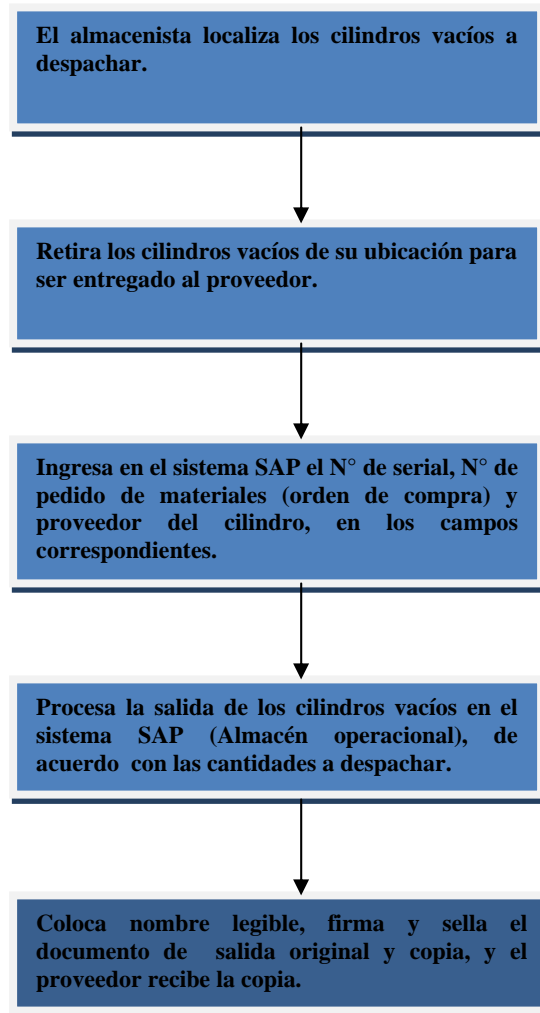 El almacenista localiza los cilindros vacíos a
despachar.
Retira los cilindros vacíos de su ubicación para
ser entregado al proveedor.
Ingresa en el sistema SAP el N° de serial, N° de
pedido de materiales (orden de compra) y
proveedor del cilindro, en los campos
correspondientes.
Procesa la salida de los cilindros vacíos en el
sistema SAP (Almacén operacional), de
acuerdo con las cantidades a despachar.
Coloca nombre legible, firma y sella el
documento de salida original y copia, y el
proveedor recibe la copia.